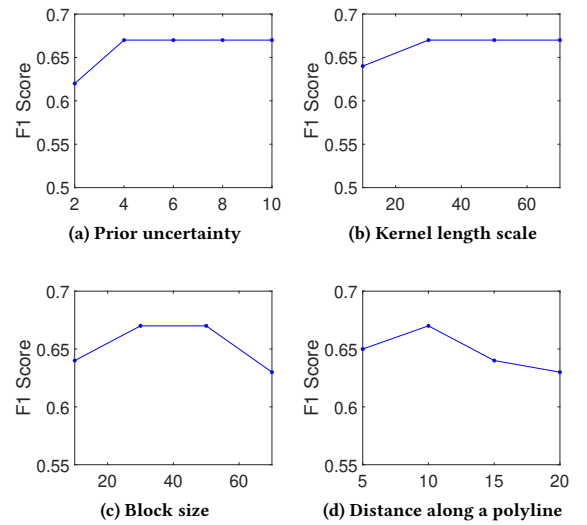 0.7
0.65
0.6
0.55
0.5
F1 Score
2 4 6 8 10
(a) Prior uncertainty
0.7
0.65
0.6
0.55
0.5
F1 Score
20 40 60
(b) Kernel length scale
0.7
0.65
0.6
0.55
F1 Score
20 40 60
(c) Block size
0.7
0.65
0.6
0.55
F1 Score
5 10 15 20
(d) Distance along a polyline